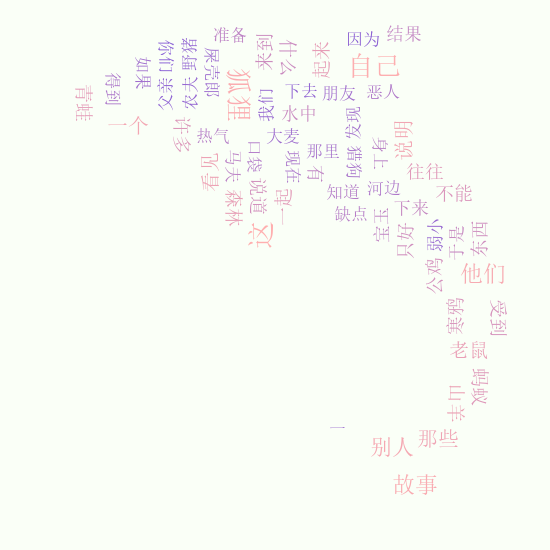 准备
结果
因为
什么
来到
起来
你们
野猪
屎壳郎
如果
父亲
农夫
狐狸
自己
得到
青蛙
我们
下去
朋友
恶人
一个
许多
热气
大麦
水中
发现
说明
看见
马夫
口袋
现在
那里
有
猎狗
身上
往往
森林
说道
一起
知道
河边
不能
这
缺点
宝玉
下来
只好
弱小
于是
东西
公鸡
他们
寒鸦
受到
老鼠
蚂蚁
山羊
一
别人
那些
故事